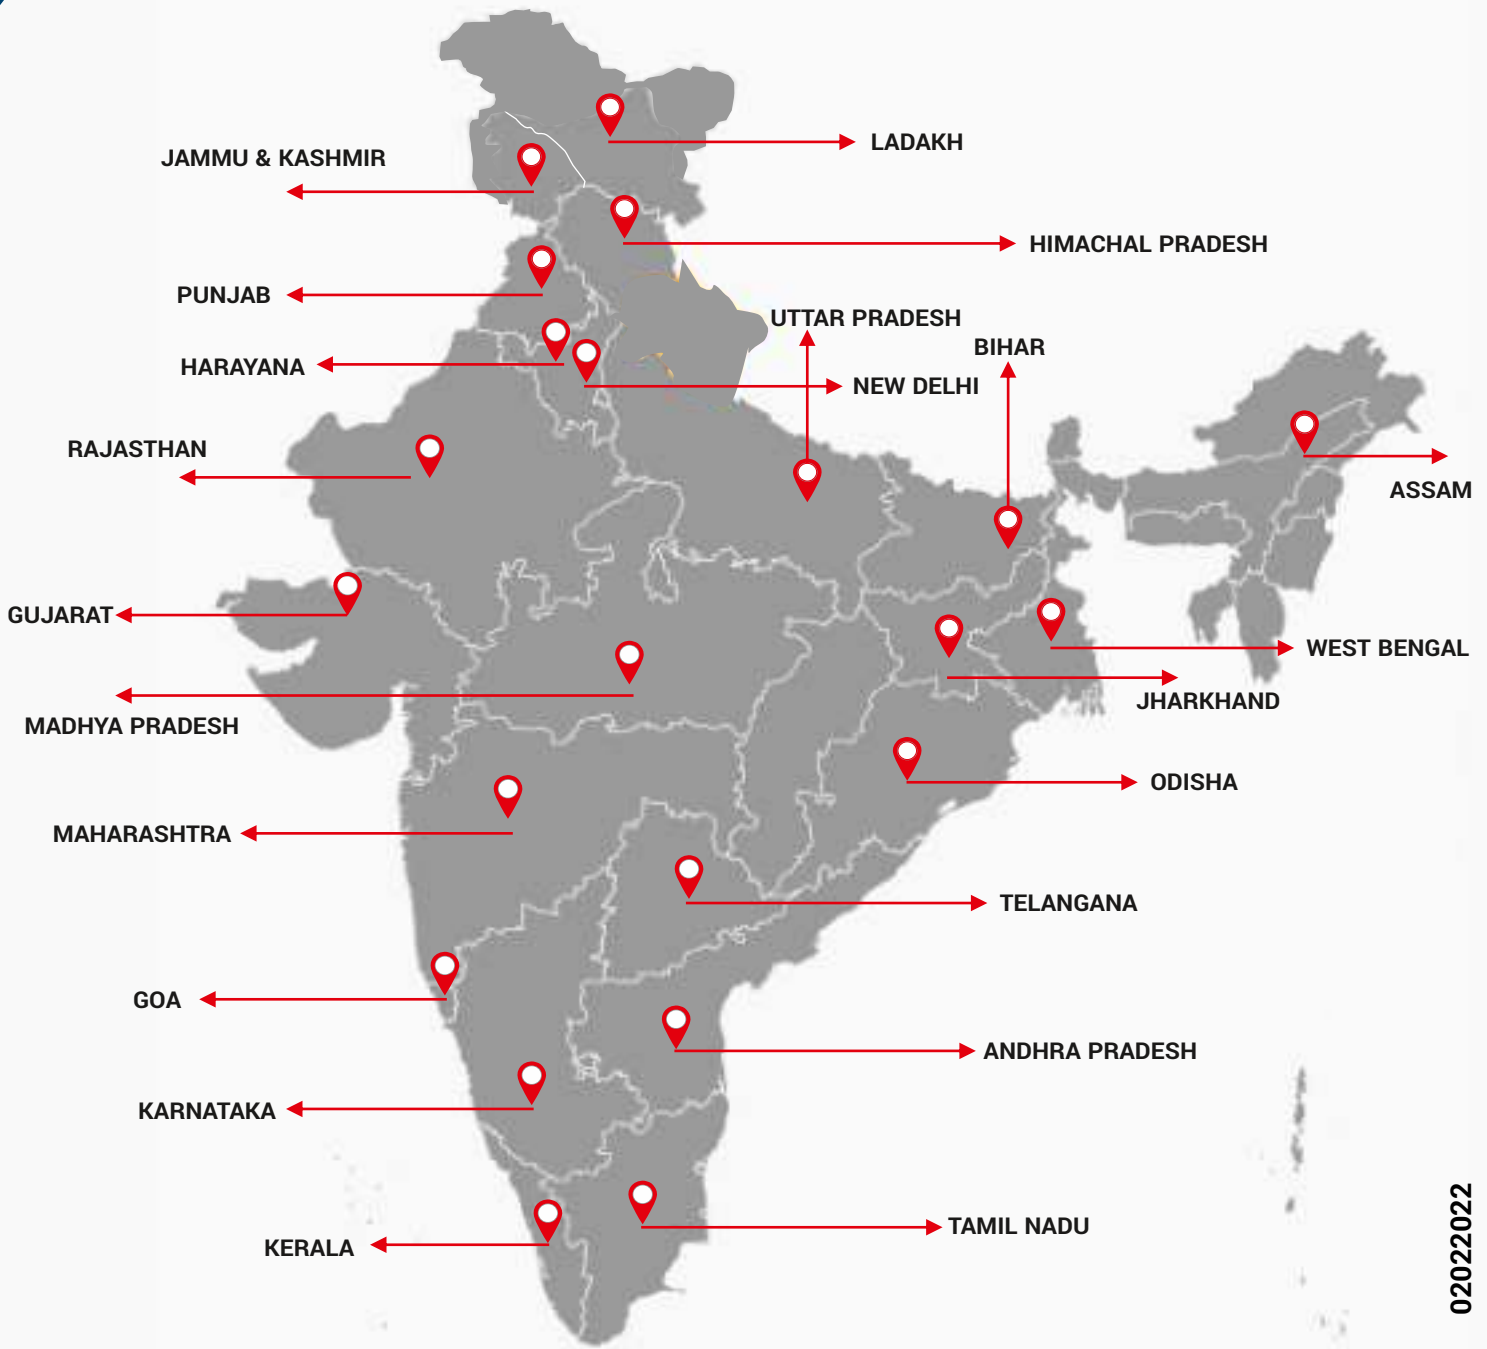 LADAKH
JAMMU & KASHMIR
HIMACHAL PRADESH
PUNJAB
UTTAR PRADESH
BIHAR
HARAYANA
NEW DELHI
RAJASTHAN
ASSAM
GUJARAT
WEST BENGAL
JHARKHAND
MADHYA PRADESH
ODISHA
MAHARASHTRA
TELANGANA
GOA
ANDHRA PRADESH
KARNATAKA
TAMIL NADU
KERALA
02022022